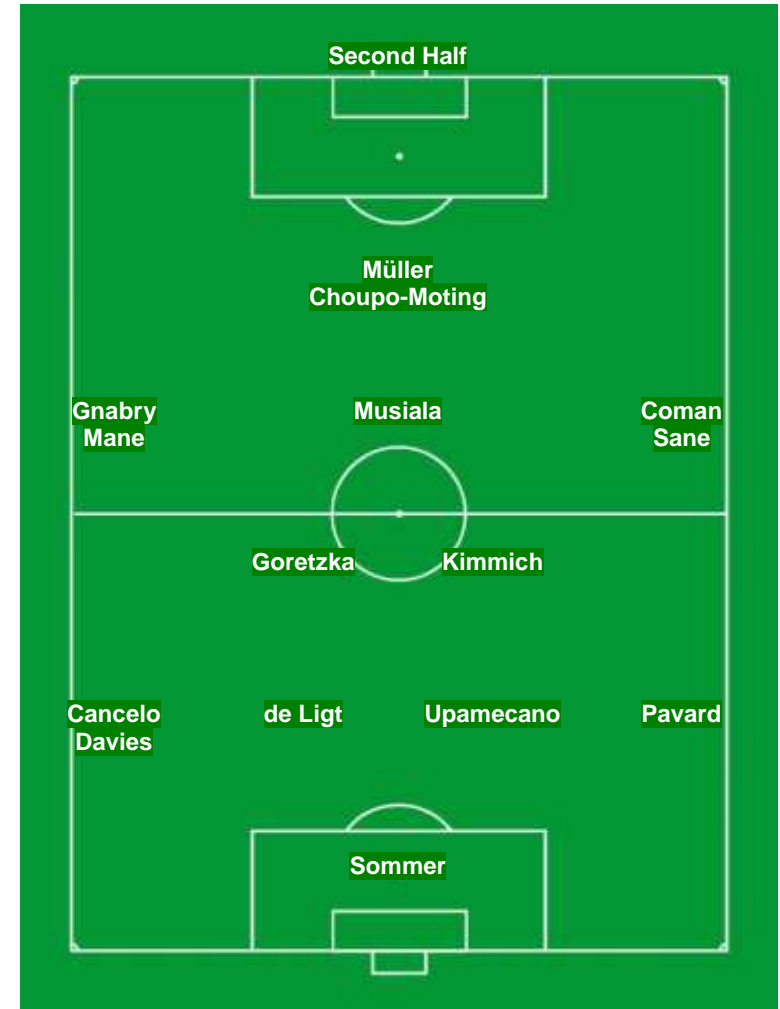 Second Half
Müller
Choupo-Moting
Gnabry
Mane
Musiala
Coman
Sane
Goretzka
Kimmich
Cancelo
Davies
de Ligt
Upamecano
Pavard
Sommer